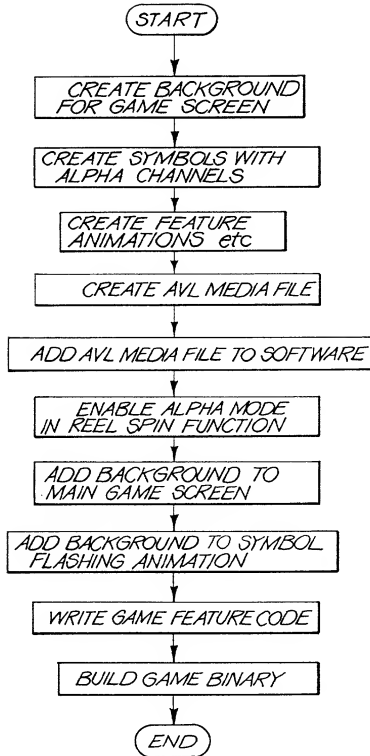 START
CREATE BACKGROUND
FOR GAME SCREEN
CREATE SYMBOLS WITH
ALPHA CHANNELS
CREATE FEATURE
ANIMATIONS etc
CREATE AVL MEDIA FILE
ADD AVL MEDIA FILE TO SOFTWARE
ENABLE ALPHA MODE
IN REEL SPIN FUNCTION
ADD BACKGROUND TO
MAIN GAME SCREEN
ADD BACKGROUND TO SYMBOL
FLASHING ANIMATION
WRITE GAME FEATURE CODE
BUILD GAME BINARY
END